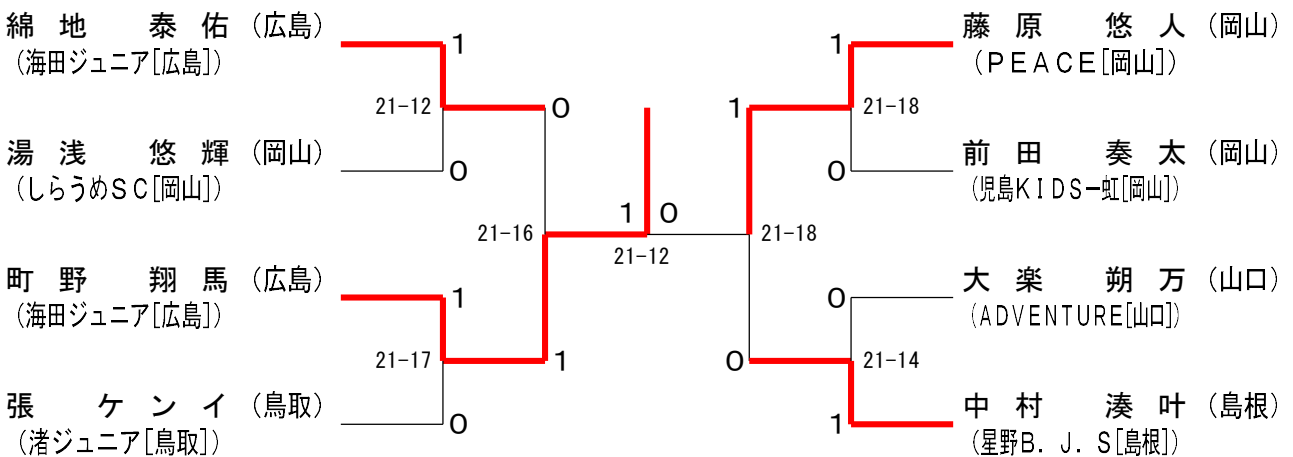 綿 地 泰 佑 (広島)
(海田ジュニア[広島])
1
21-12
0
湯 浅 悠 輝 (岡山)
(しらうめSC[岡山])
0
21-16
町 野 翔 馬 (広島)
(海田ジュニア[広島])
1
21-17
1
張 ケ ン イ (鳥取)
(渚ジュニア[鳥取])
0
1 0
21-12
藤 原 悠 人 (岡山)
(PEACE[岡山])
1
1
21-18
前 田 奏 太 (岡山)
(児島KIDS-虹[岡山])
0
21-18
大 楽 朔 万 (山口)
(ADVENTURE[山口])
0
0
21-14
中 村 湊 叶 (島根)
(星野B.J.S[島根])
1